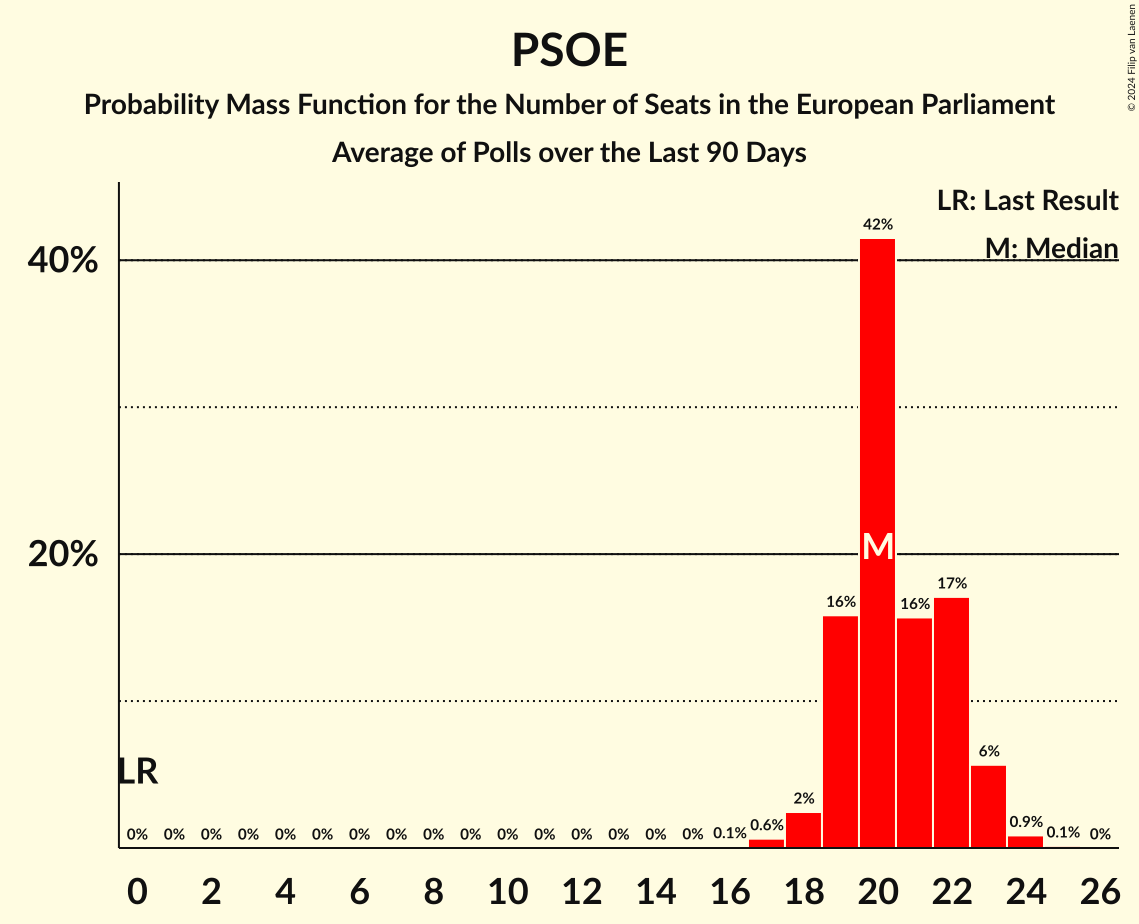 PSOE
Probability Mass Function for the Number of Seats in the European Parliament
Average of Polls over the Last 90 Days
© 2024 Filip van Laenen
LR: Last Result
M: Median
40%
20%
42%
M
16%
16%
17%
6%
LR
0% 0% 0% 0% 0% 0% 0% 0% 0% 0% 0% 0% 0% 0% 0% 0% 0.1% 0.6% 2% 0.9% 0.1% 0%
0 2 4 6 8 10 12 14 16 18 20 22 24 26